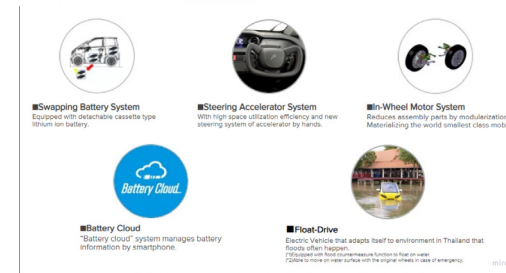 ■Swapping Battery System
Equipped with detachable cassette type
lithium ion battery.
■Steering Accelerator System
With high space utilization efficiency and new
steering system of accelerator by hands.
■In-Wheel Motor System
Reduces assembly parts by modularization
Materializing the world smallest class mob
Battery Cloud
■Battery Cloud
"Battery cloud" system manages battery
information by smartphone.
■Float-Drive
Electric Vehicle that adapts itself to environment in Thailand that
floods often happen.
(*1)Equipped with flood countermeasure function to float on water.
(*2)Able to move on water surface with the original wheels in case of emergency.